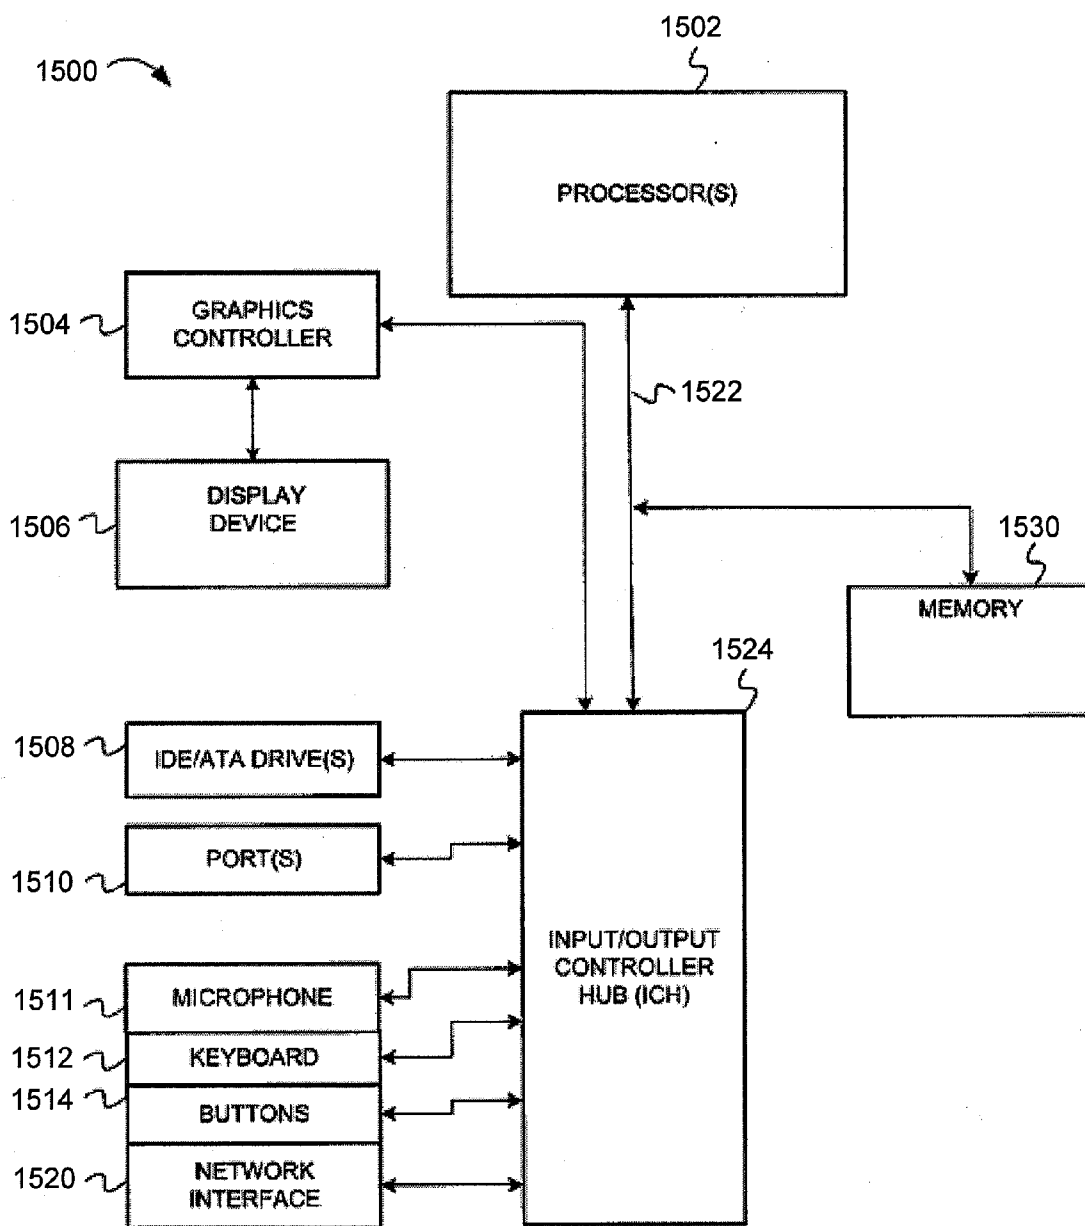 1502
1500
PROCESSOR(S)
1504
GRAPHICS
CONTROLLER
1522
1506
DISPLAY
DEVICE
1530
MEMORY
1524
1508
IDE/ATA DRIVE(S)
1510
PORT(S)
INPUT/OUTPUT
CONTROLLER
HUB (ICH)
1511
MICROPHONE
1512
KEYBOARD
1514
BUTTONS
1520
NETWORK
INTERFACE